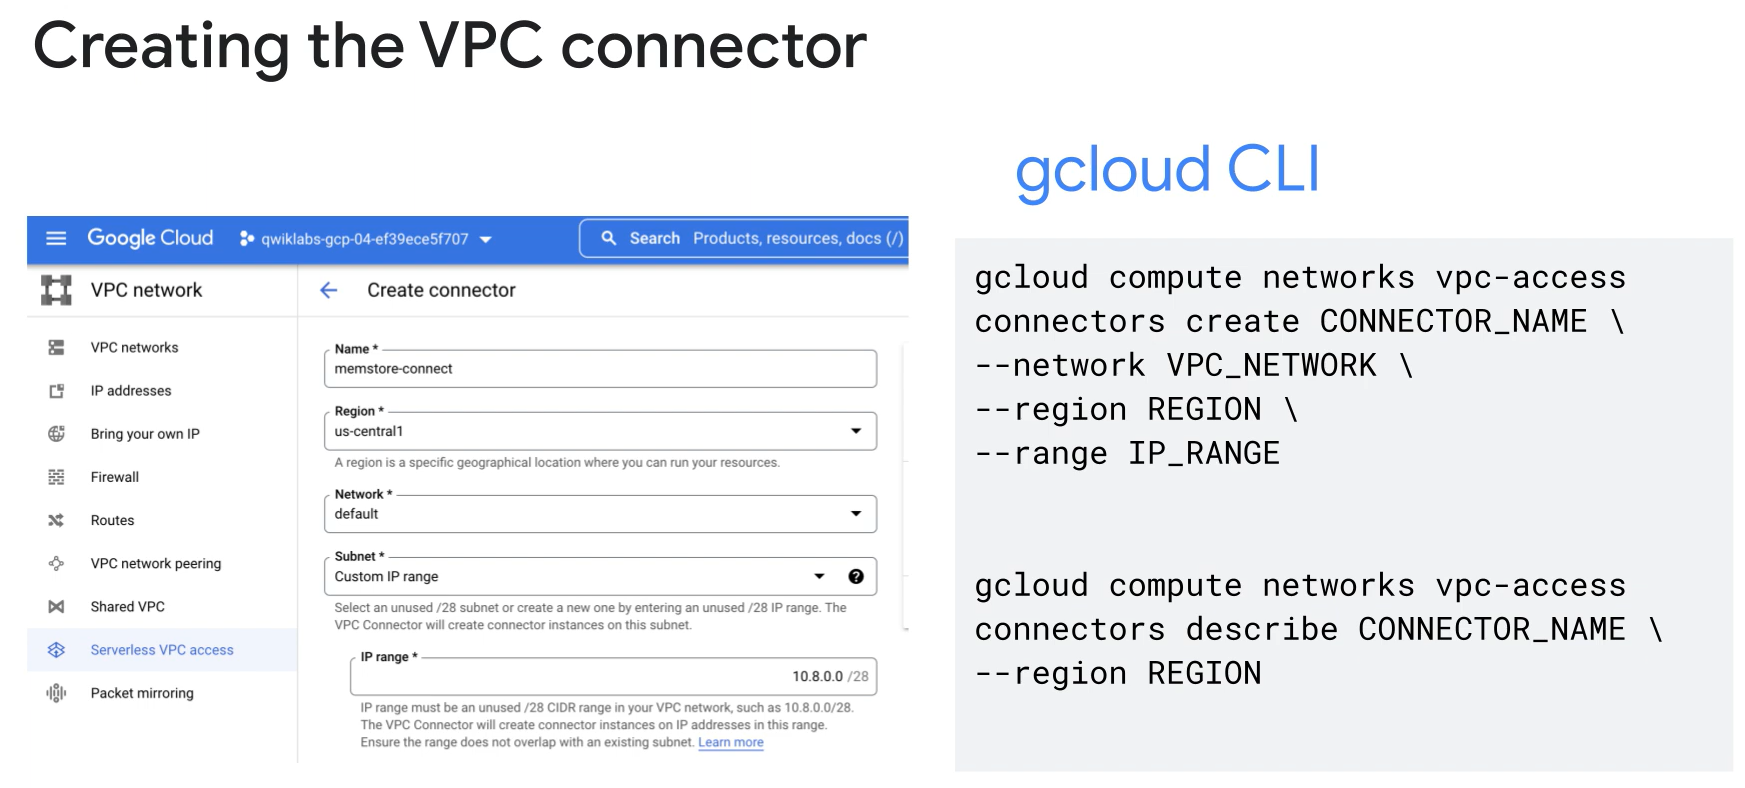 Creating the VPC connector
Google Cloud
qwiklabs-gcp-04-ef39ece5f707
Search Products, resources, docs (/)
VPC network
Create connector
VPC networks
IP addresses
Bring your own IP
Firewall
Routes
VPC network peering
Shared VPC
Serverless VPC access
Packet mirroring
Name *
memstore-connect
Region *
us-central1
A region is a specific geographical location where you can run your resources.
Network *
default
Subnet *
Custom IP range
Select an unused /28 subnet or create a new one by entering an unused /28 IP range. The
VPC Connector will create connector instances on this subnet.
IP range *
10.8.0.0 /28
IP range must be an unused /28 CIDR range in your VPC network, such as 10.8.0.0/28.
The VPC Connector will create connector instances on IP addresses in this range.
Ensure the range does not overlap with an existing subnet. Learn more
gcloud CLI
gcloud compute networks vpc-access
connectors create CONNECTOR_NAME \
--network VPC_NETWORK \
--region REGION \
--range IP_RANGE
gcloud compute networks vpc-access
connectors describe CONNECTOR_NAME \
--region REGION